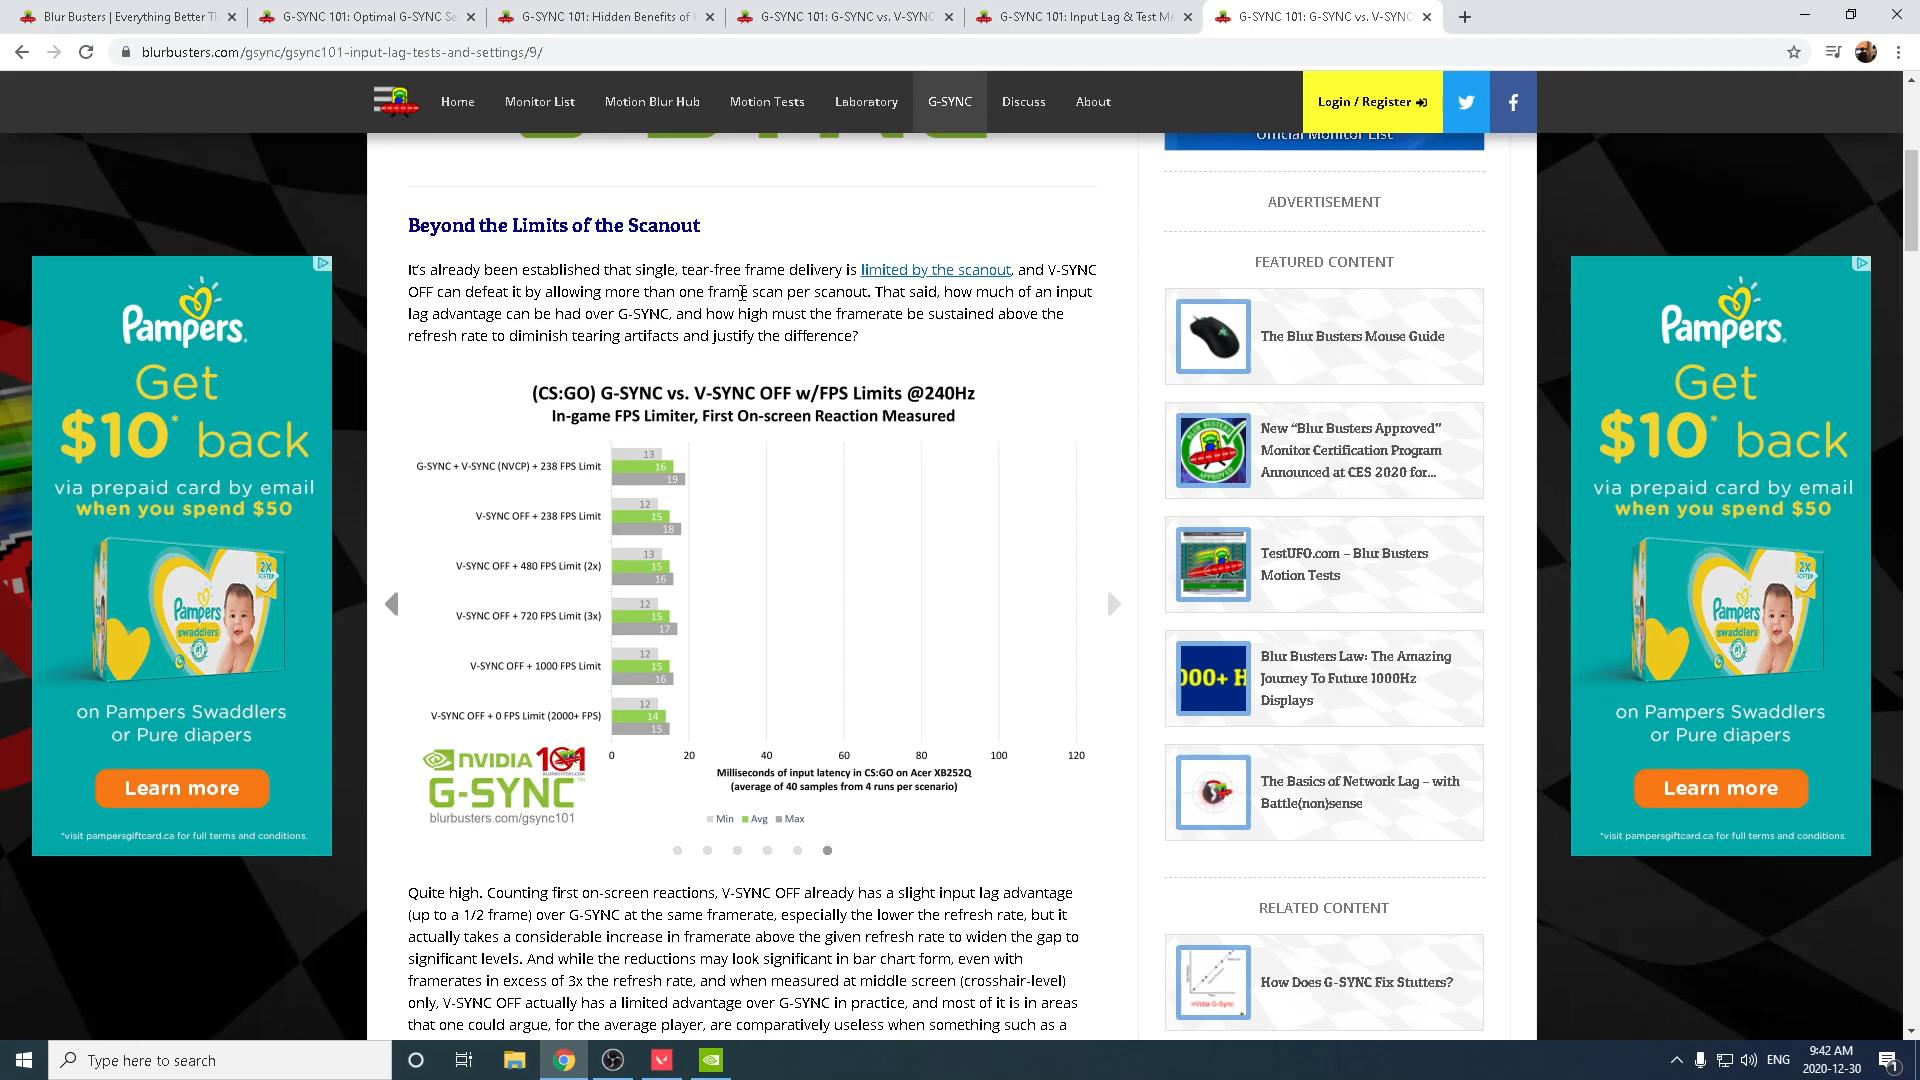 Blur Busters | Everything Better Th
G-SYNC 101: Optimal G-SYNC Se
G-SYNC 101: Hidden Benefits of H
G-SYNC 101: G-SYNC vs. V-SYNC
G-SYNC 101: Input Lag & Test Me
G-SYNC 101: G-SYNC vs. V-SYNC
blurbusters.com/gsync/gsync101-input-lag-tests-and-settings/9/
Home
Monitor List
Motion Blur Hub
Motion Tests
Laboratory
G-SYNC
Discuss
About
Login / Register
Official Monitor List
Beyond the Limits of the Scanout
It's already been established that single, tear-free frame delivery is limited by the scanout, and V-SYNC
OFF can defeat it by allowing more than one frame scan per scanout. That said, how much of an input
lag advantage can be had over G-SYNC, and how high must the framerate be sustained above the
refresh rate to diminish tearing artifacts and justify the difference?
(CS:GO) G-SYNC vs. V-SYNC OFF w/FPS Limits @240Hz
In-game FPS Limiter, First On-screen Reaction Measured
G-SYNC + V-SYNC (NVCP) + 238 FPS Limit
13
16
19
V-SYNC OFF + 238 FPS Limit
12
15
18
V-SYNC OFF + 480 FPS Limit (2x)
13
15
16
V-SYNC OFF + 720 FPS Limit (3x)
12
15
17
V-SYNC OFF + 1000 FPS Limit
12
15
16
V-SYNC OFF + 0 FPS Limit (2000+ FPS)
12
14
15
0 20 40 60 80 100 120
Milliseconds of input latency in CS:GO on Acer XB252Q
(average of 40 samples from 4 runs per scenario)
Min Avg Max
NVIDIA 101
BLURBUSTERS.COM
G-SYNC™
blurbusters.com/gsync101
Quite high. Counting first on-screen reactions, V-SYNC OFF already has a slight input lag advantage
(up to a 1/2 frame) over G-SYNC at the same framerate, especially the lower the refresh rate, but it
actually takes a considerable increase in framerate above the given refresh rate to widen the gap to
significant levels. And while the reductions may look significant in bar chart form, even with
framerates in excess of 3x the refresh rate, and when measured at middle screen (crosshair-level)
only, V-SYNC OFF actually has a limited advantage over G-SYNC in practice, and most of it is in areas
that one could argue, for the average player, are comparatively useless when something such as a
ADVERTISEMENT
FEATURED CONTENT
The Blur Busters Mouse Guide
New “Blur Busters Approved”
Monitor Certification Program
Announced at CES 2020 for...
TestUFO.com – Blur Busters
Motion Tests
000+ H
Blur Busters Law: The Amazing
Journey To Future 1000Hz
Displays
The Basics of Network Lag – with
Battle(non)sense
RELATED CONTENT
How Does G-SYNC Fix Stutters?
Pampers.
Get
$10* back
via prepaid card by email
when you spend $50
2X
SOFTER
Pampers
swaddlers
on Pampers Swaddlers
or Pure diapers
Learn more
*visit pampersgiftcard.ca for full terms and conditions.
Pampers.
Get
$10* back
via prepaid card by email
when you spend $50
2X
SOFTER
Pampers
swaddlers
on Pampers Swaddlers
or Pure diapers
Learn more
*visit pampersgiftcard.ca for full terms and conditions.
Type here to search
ENG
9:42 AM
2020-12-30
1